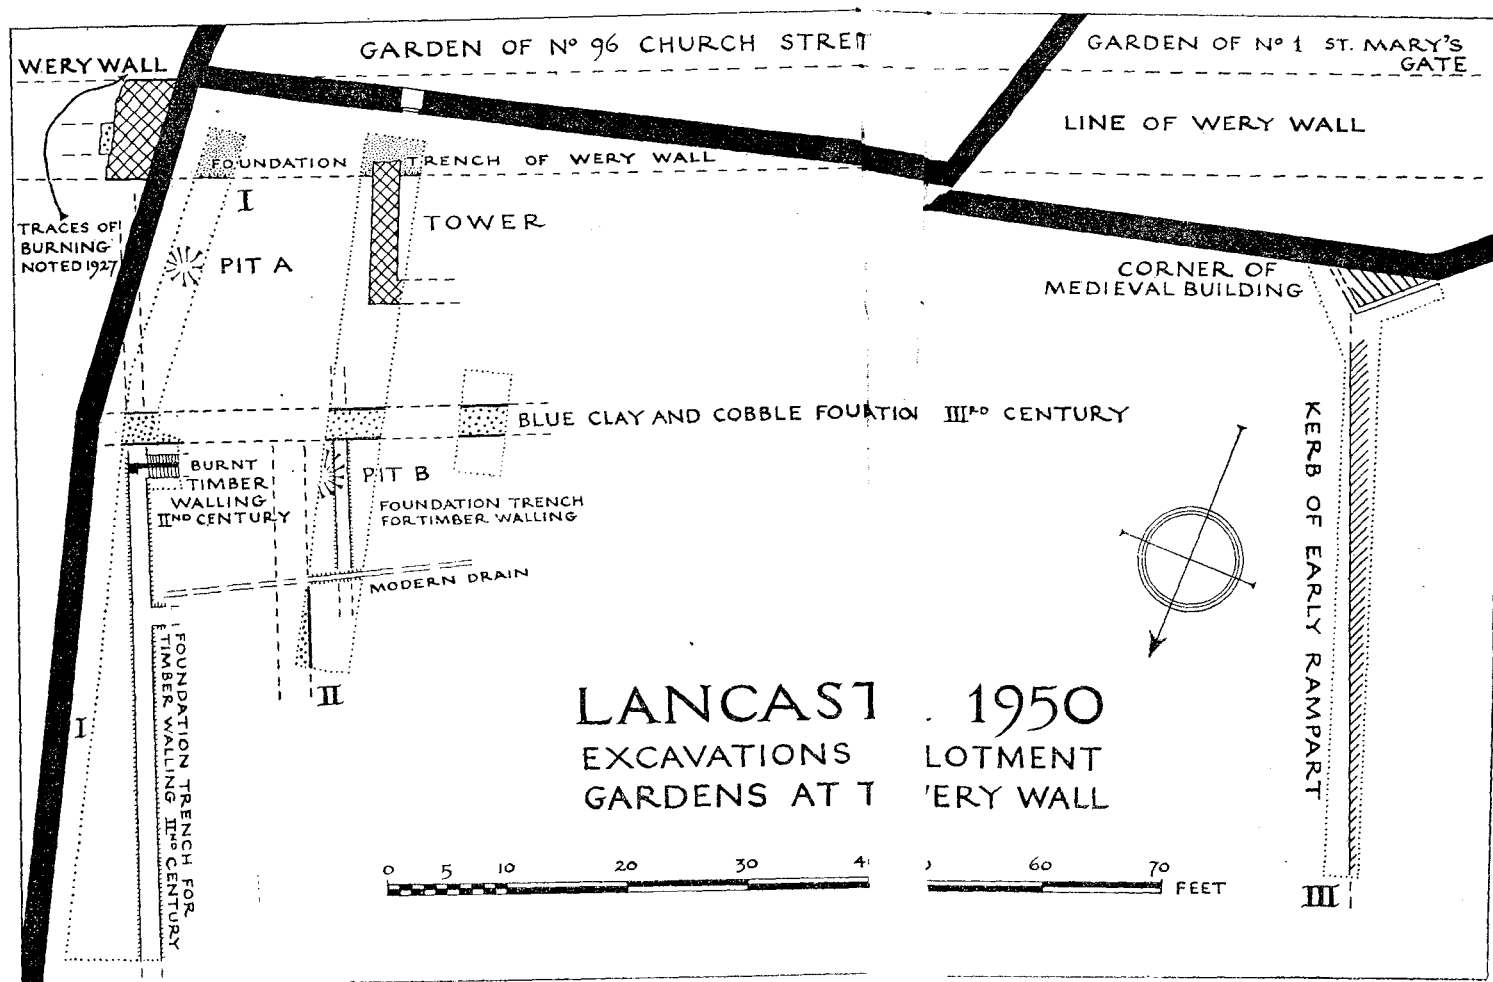 GARDEN OF Nº 96 CHURCH STREET
GARDEN OF Nº 1 ST. MARY'S
GATE
WERY WALL
LINE OF WERY WALL
FOUNDATION TRENCH OF WERY WALL
I
TOWER
TRACES OF
BURNING
NOTED 1927
PIT A
CORNER OF
MEDIEVAL BUILDING
BLUE CLAY AND COBBLE FOU TION IIIRD CENTURY
BURNT
TIMBER
WALLING
IIND CENTURY
PIT B
FOUNDATION TRENCH
FOR TIMBER WALLING
MODERN DRAIN
KERB OF EARLY RAMPART
II
I
FOUNDATION TRENCH FOR
TIMBER WALLING IIND CENTURY
LANCAST . 1950
EXCAVATIONS LOTMENT
GARDENS AT T ERY WALL
0 5 10 20 30 4 60 70 FEET
III